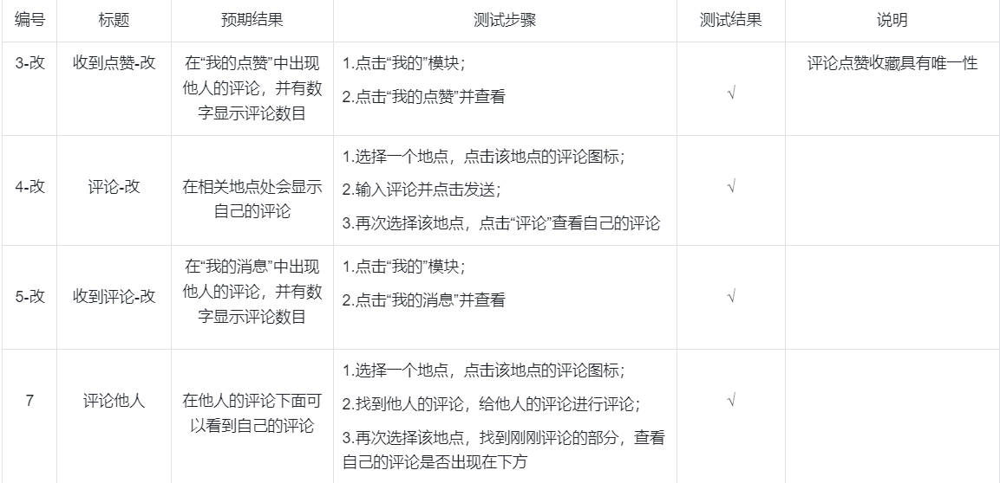 编号 标题 预期结果 测试步骤 测试结果 说明
3-改 收到点赞-改
在“我的点赞”中出现
他人的评论，并有数
字显示评论数目
1.点击“我的”模块；
2.点击“我的点赞”并查看
√
评论点赞收藏具有唯一性
4-改 评论-改
在相关地点处会显示
自己的评论
1.选择一个地点，点击该地点的评论图标；
2.输入评论并点击发送；
3.再次选择该地点，点击“评论”查看自己的评论
√
5-改 收到评论-改
在“我的消息”中出现
他人的评论，并有数
字显示评论数目
1.点击“我的”模块；
2.点击“我的消息”并查看
√
7 评论他人
在他人的评论下面可
以看到自己的评论
1.选择一个地点，点击该地点的评论图标；
2.找到他人的评论，给他人的评论进行评论；
3.再次选择该地点，找到刚刚评论的部分，查看
自己的评论是否出现在下方
√